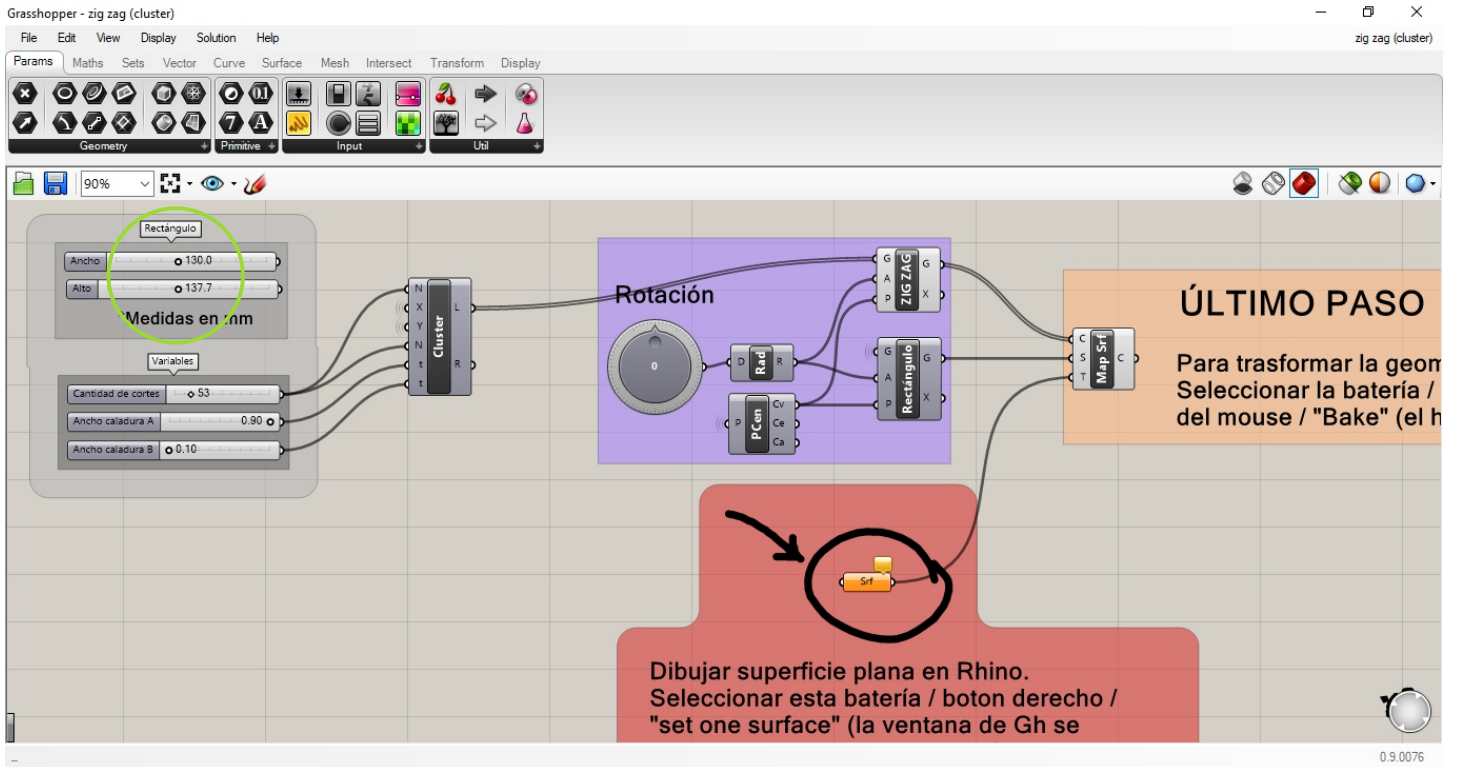 Grasshopper - zig zag (cluster)
File Edit View Display Solution Help
zig zag (cluster)
Params Maths Sets Vector Curve Surface Mesh Intersect Transform Display
Geometry Primitive Input Util
90%
Rectángulo
Ancho 130.0
Alto 137.7
*Medidas en mm
Variables
Cantidad de cortes 53
Ancho caladura A 0.90
Ancho caladura B 0.10
N
X
Y
N
t
t
Cluster
L
R
Rotación
0
D Rad R
P PCen Cv
Ce
Ca
G
A
P
ZIG ZAG
G
X
G
A
P
Rectángulo
G
X
C
S
T
Map Srf
C
ÚLTIMO PASO
Para trasformar la geom
Seleccionar la batería /
del mouse / "Bake" (el h
Srf
Dibujar superficie plana en Rhino.
Seleccionar esta batería / boton derecho /
"set one surface" (la ventana de Gh se
0.9.0076